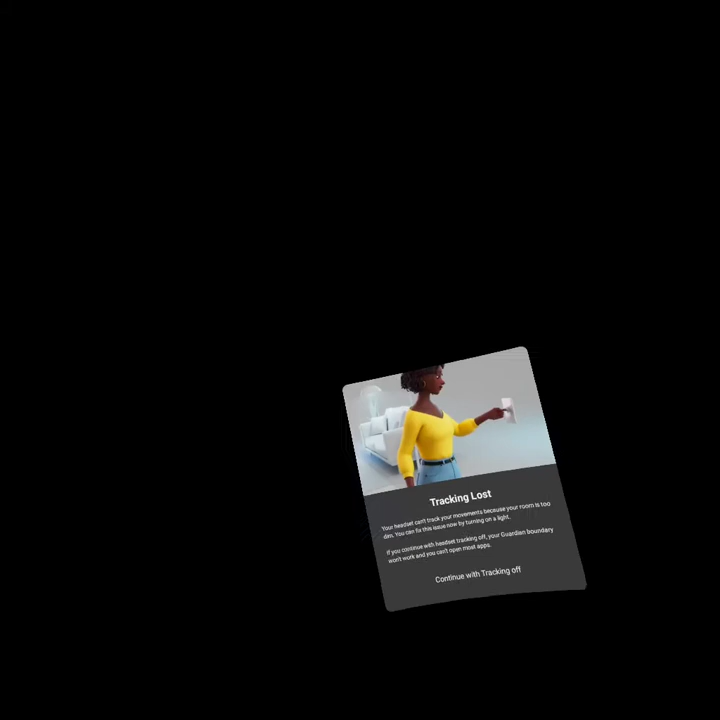 Tracking Lost
Your headset can't track your movements because your room is too
dim. You can fix this issue now by turning on a light.
If you continue with headset tracking off, your Guardian boundary
won't work and you can't open most apps.
Continue with Tracking off